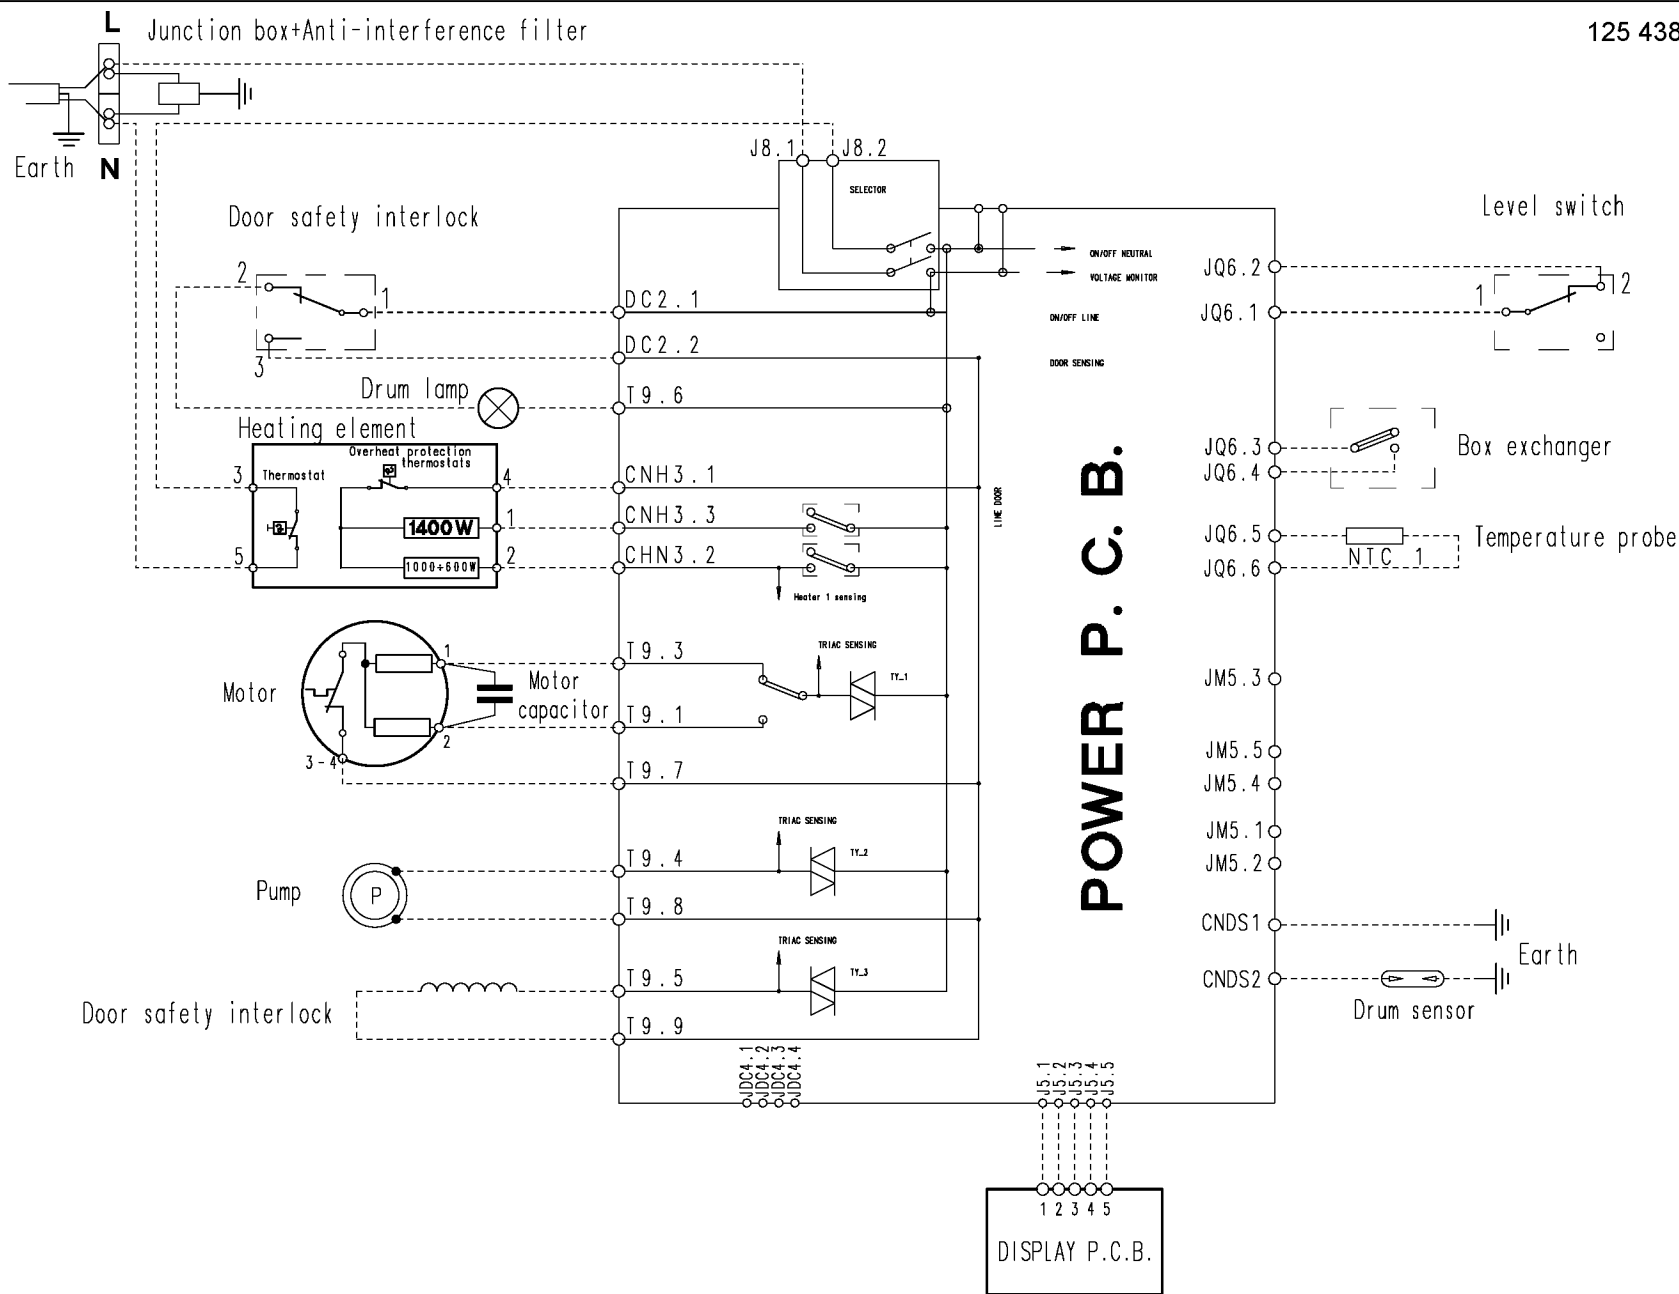 L
Junction box+Anti-interference filter
125 438
Earth
N
J8.1
J8.2
SELECTOR
Door safety interlock
Level switch
ON/OFF NEUTRAL
VOLTAGE MONITOR
JQ6.2
2
1
DC2.1
1
2
ON/OFF LINE
JQ6.1
3
DC2.2
DOOR SENSING
Drum lamp
T9.6
Heating element
Overheat protection
thermostats
3
Thermostat
4
CNH3.1
JQ6.3
JQ6.4
Box exchanger
1400W
1
CNH3.3
LINE DOOR
JQ6.5
Temperature probe
5
1000+600W
2
CHN3.2
JQ6.6
NTC 1
Heater 1 sensing
POWER P. C. B.
1
T9.3
TRIAC SENSING
TY_1
Motor
Motor
capacitor
JM5.3
2
T9.1
3-4
T9.7
JM5.5
JM5.4
TRIAC SENSING
JM5.1
T9.4
TY_2
JM5.2
Pump
P
T9.8
CNDS1
TRIAC SENSING
Earth
T9.5
TY_3
CNDS2
Door safety interlock
Drum sensor
T9.9
JDC4.1
JDC4.2
JDC4.3
JDC4.4
J5.1
J5.2
J5.3
J5.4
J5.5
1 2 3 4 5
DISPLAY P.C.B.